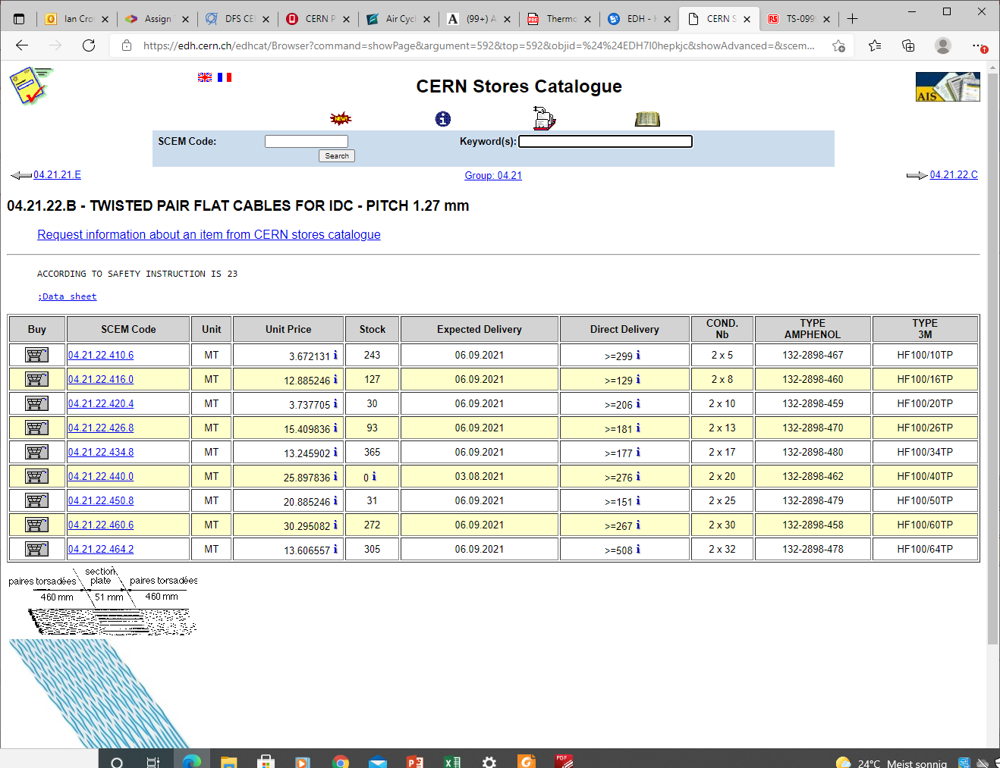 Ian Cro
Assign
DFS CE
CERN P
Air Cycl
(99+) A
Thermo
EDH - H
CERN S
TS-099
https://edh.cern.ch/edhcat/Browser?command=showPage&argument=592&top=592&objid=%24%24EDH7I0hepkjc&showAdvanced=&scem...
CERN Stores Catalogue
AIS
NEW!
SCEM Code:
Keyword(s):
Search
04.21.21.E
Group: 04.21
04.21.22.C
04.21.22.B - TWISTED PAIR FLAT CABLES FOR IDC - PITCH 1.27 mm
Request information about an item from CERN stores catalogue
ACCORDING TO SAFETY INSTRUCTION IS 23
;Data sheet
Buy SCEM Code Unit Unit Price Stock Expected Delivery Direct Delivery COND. Nb TYPE AMPHENOL TYPE 3M
04.21.22.410.6 MT 3.672131 i 243 06.09.2021 >=299 i 2 x 5 132-2898-467 HF100/10TP
04.21.22.416.0 MT 12.885246 i 127 06.09.2021 >=129 i 2 x 8 132-2898-460 HF100/16TP
04.21.22.420.4 MT 3.737705 i 30 06.09.2021 >=206 i 2 x 10 132-2898-459 HF100/20TP
04.21.22.426.8 MT 15.409836 i 93 06.09.2021 >=181 i 2 x 13 132-2898-470 HF100/26TP
04.21.22.434.8 MT 13.245902 i 365 06.09.2021 >=177 i 2 x 17 132-2898-480 HF100/34TP
04.21.22.440.0 MT 25.897836 i 0 i 03.08.2021 >=276 i 2 x 20 132-2898-462 HF100/40TP
04.21.22.450.8 MT 20.885246 i 31 06.09.2021 >=151 i 2 x 25 132-2898-479 HF100/50TP
04.21.22.460.6 MT 30.295082 i 272 06.09.2021 >=267 i 2 x 30 132-2898-458 HF100/60TP
04.21.22.464.2 MT 13.606557 i 305 06.09.2021 >=508 i 2 x 32 132-2898-478 HF100/64TP
section
paires torsadées plate paires torsadées
460 mm 51 mm 460 mm
24°C Meist sonnig